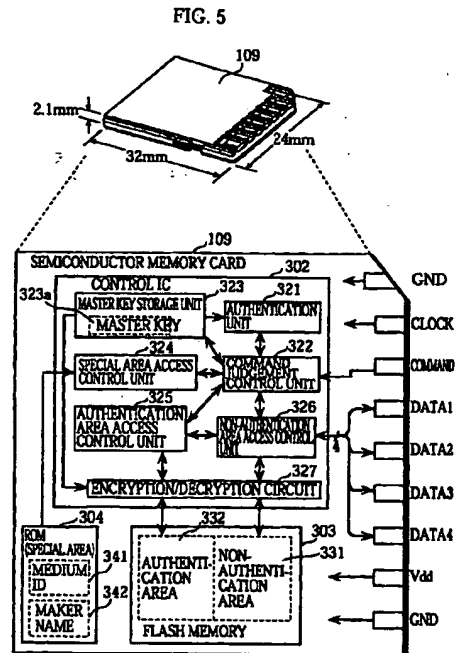 FIG. 5
109
2.1mm
32mm
24mm
109
SEMICONDUCTOR MEMORY CARD
CONTROL IC
302
323a
MASTER KEY STORAGE UNIT
MASTER KEY
323
321
AUTHENTICATION
UNIT
324
SPECIAL AREA ACCESS
CONTROL UNIT
322
COMMAND
JUDGEMENT
CONTROL UNIT
325
AUTHENTICATION
AREA ACCESS
CONTROL UNIT
326
NON-AUTHENTICATION
AREA ACCESS CONTROL
UNIT
4
327
ENCRYPTION/DECRYPTION CIRCUIT
304
ROM
(SPECIAL AREA)
MEDIUM
ID
341
MAKER
NAME
342
332
303
AUTHENTI-
CATION
AREA
NON-
AUTHENTI-
CATION
AREA
331
FLASH MEMORY
GND
CLOCK
COMMAND
DATA1
DATA2
DATA3
DATA4
Vdd
GND